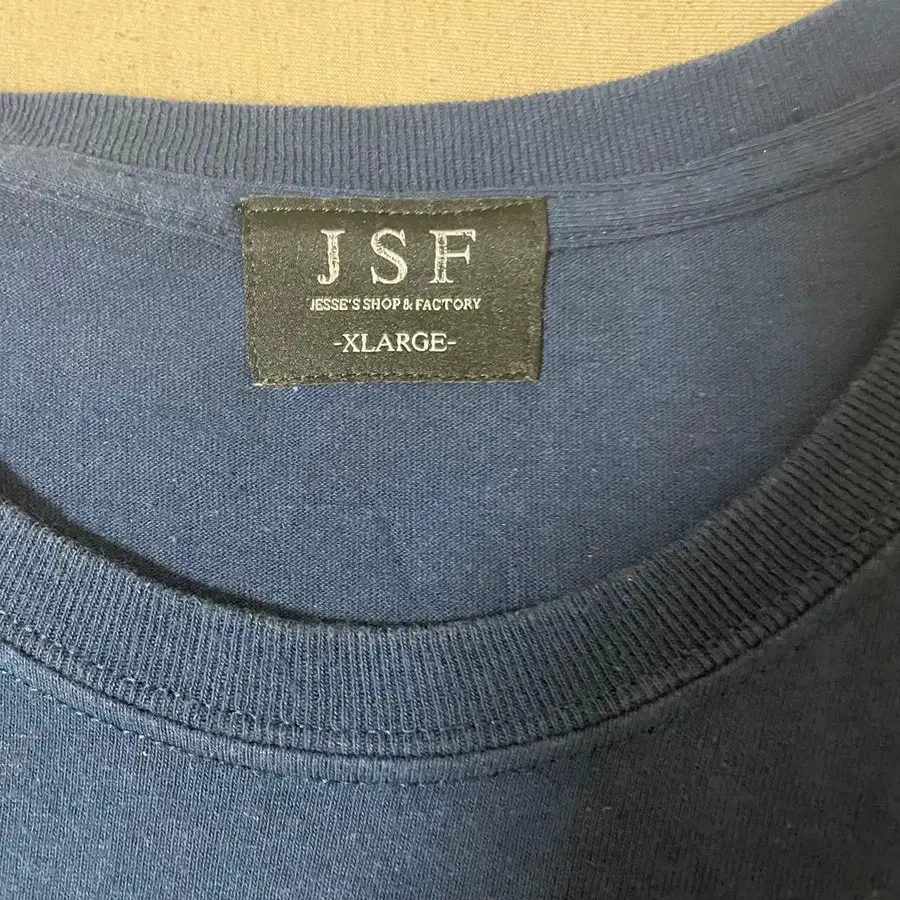 JSF
JESSE'S SHOP & FACTORY
-XLARGE-